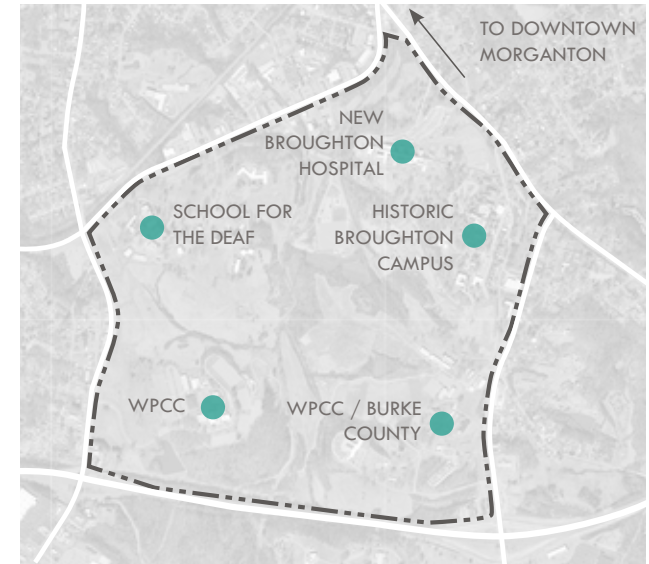 TO DOWNTOWN
MORGANTON
NEW
BROUGHTON
HOSPITAL
SCHOOL FOR
THE DEAF
HISTORIC
BROUGHTON
CAMPUS
WPCC
WPCC / BURKE
COUNTY